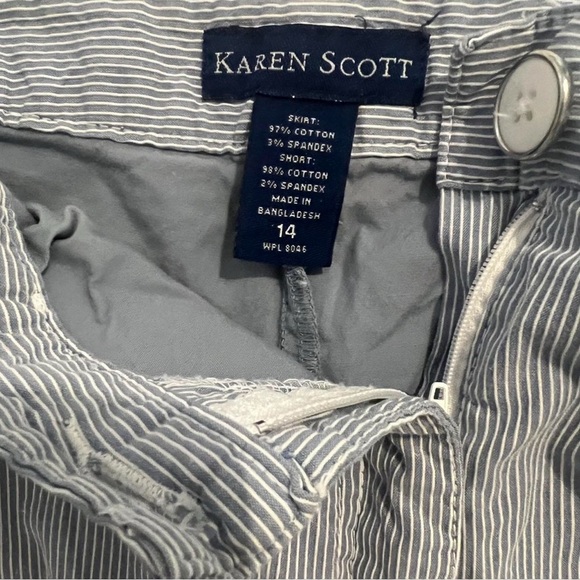 KAREN SCOTT
SKIRT:
97% COTTON
3% SPANDEX
SHORT:
98% COTTON
2% SPANDEX
MADE IN
BANGLADESH
14
WPL 8046